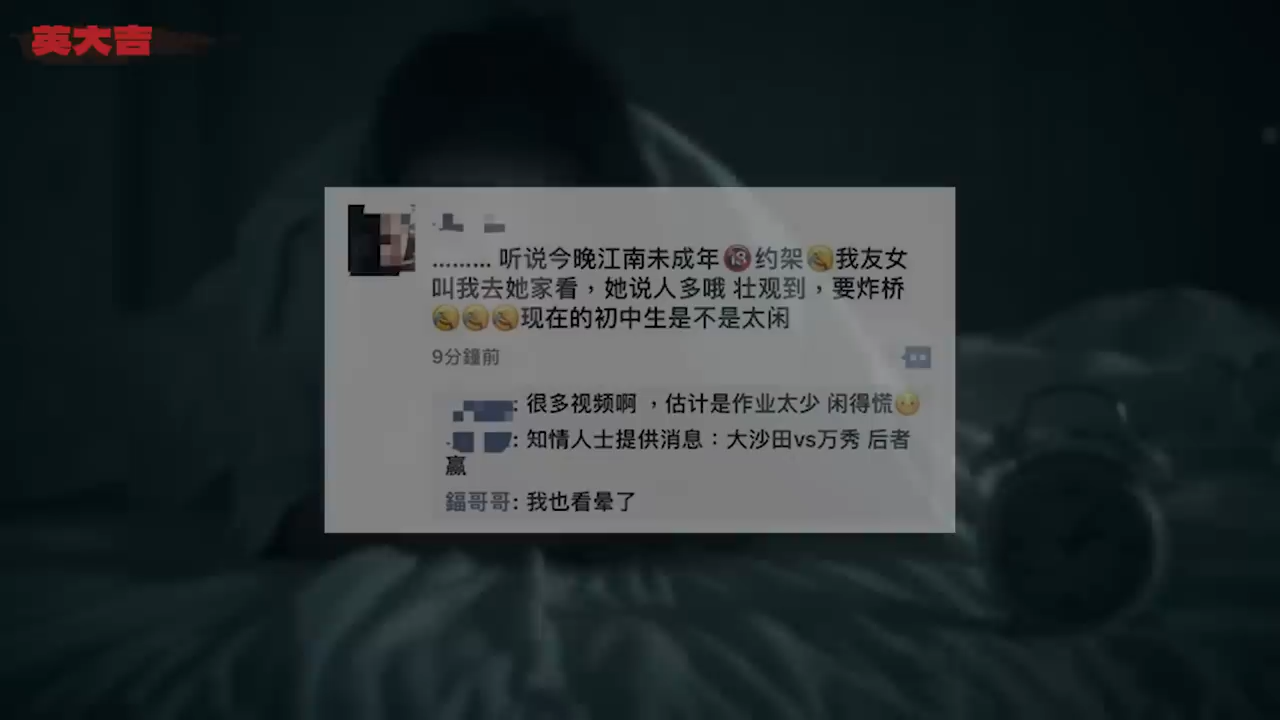 英大吉
......... 听说今晚江南未成年🔞约架🤣我友女
叫我去她家看，她说人多哦 壮观到，要炸桥
🤣🤣🤣现在的初中生是不是太闲
9分鐘前
: 很多视频啊 ，估计是作业太少 闲得慌😶
: 知情人士提供消息：大沙田vs万秀 后者
赢
鍢哥哥: 我也看晕了